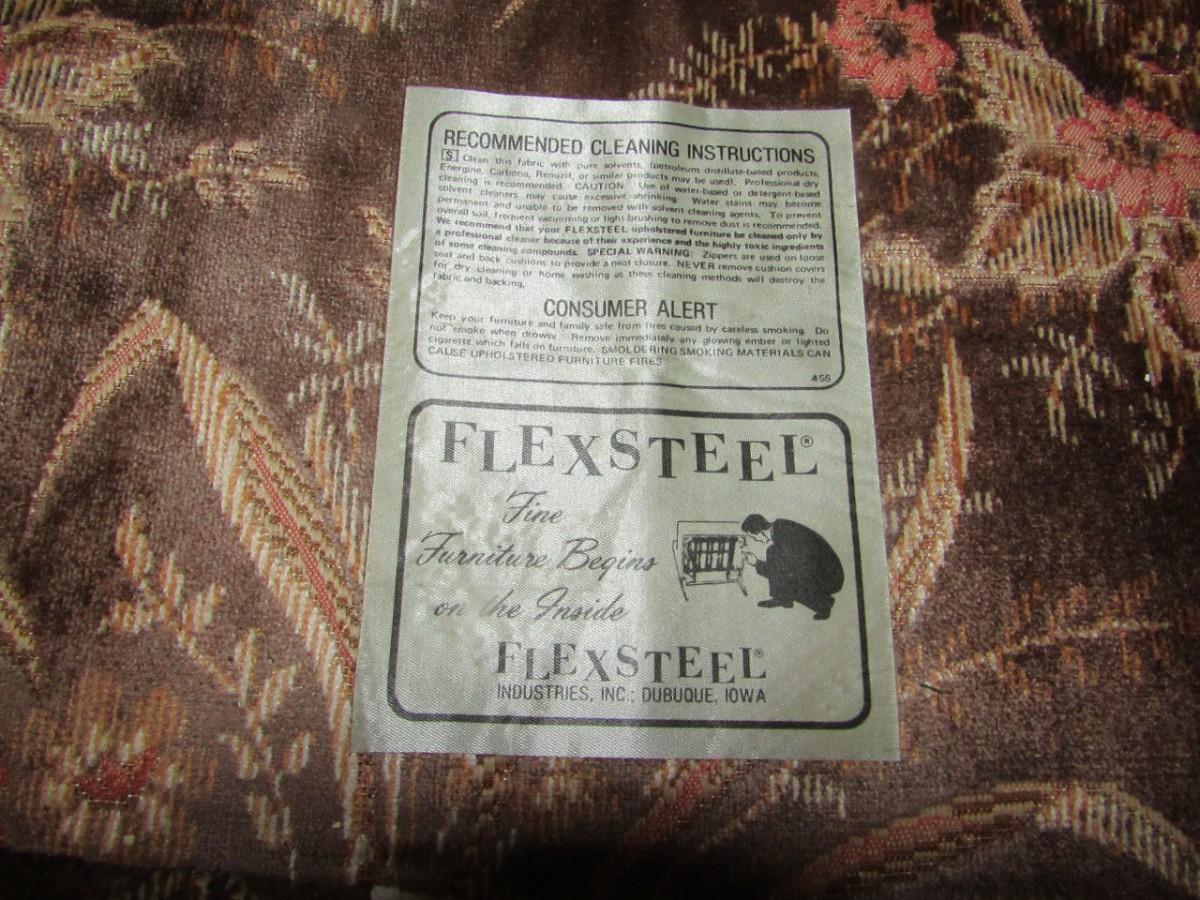 RECOMMENDED CLEANING INSTRUCTIONS
[S] Clean this fabric with pure solvents, (petroleum distillate-based products,
Energine, Carbona, Renuzit, or similar products may be used). Professional dry
cleaning is recommended. CAUTION: Use of water-based or detergent-based
solvent cleaners may cause excessive shrinking. Water stains may become
permanent and unable to be removed with solvent cleaning agents. To prevent
overall soil, frequent vacuuming or light brushing to remove dust is recommended.
We recommend that your FLEXSTEEL upholstered furniture be cleaned only by
a professional cleaner because of their experience and the highly toxic ingredients
of some cleaning compounds. SPECIAL WARNING: Zippers are used on loose
seat and back cushions to provide a neat closure. NEVER remove cushion covers
for dry cleaning or home washing as these cleaning methods will destroy the
fabric and backing.
CONSUMER ALERT
Keep your furniture and family safe from fires caused by careless smoking. Do
not smoke when drowsy. Remove immediately any glowing ember or lighted
cigarette which falls on furniture. SMOLDERING SMOKING MATERIALS CAN
CAUSE UPHOLSTERED FURNITURE FIRES.
45S
FLEXSTEEL®
Fine
Furniture Begins
on the Inside
FLEXSTEEL®
INDUSTRIES, INC.; DUBUQUE, IOWA